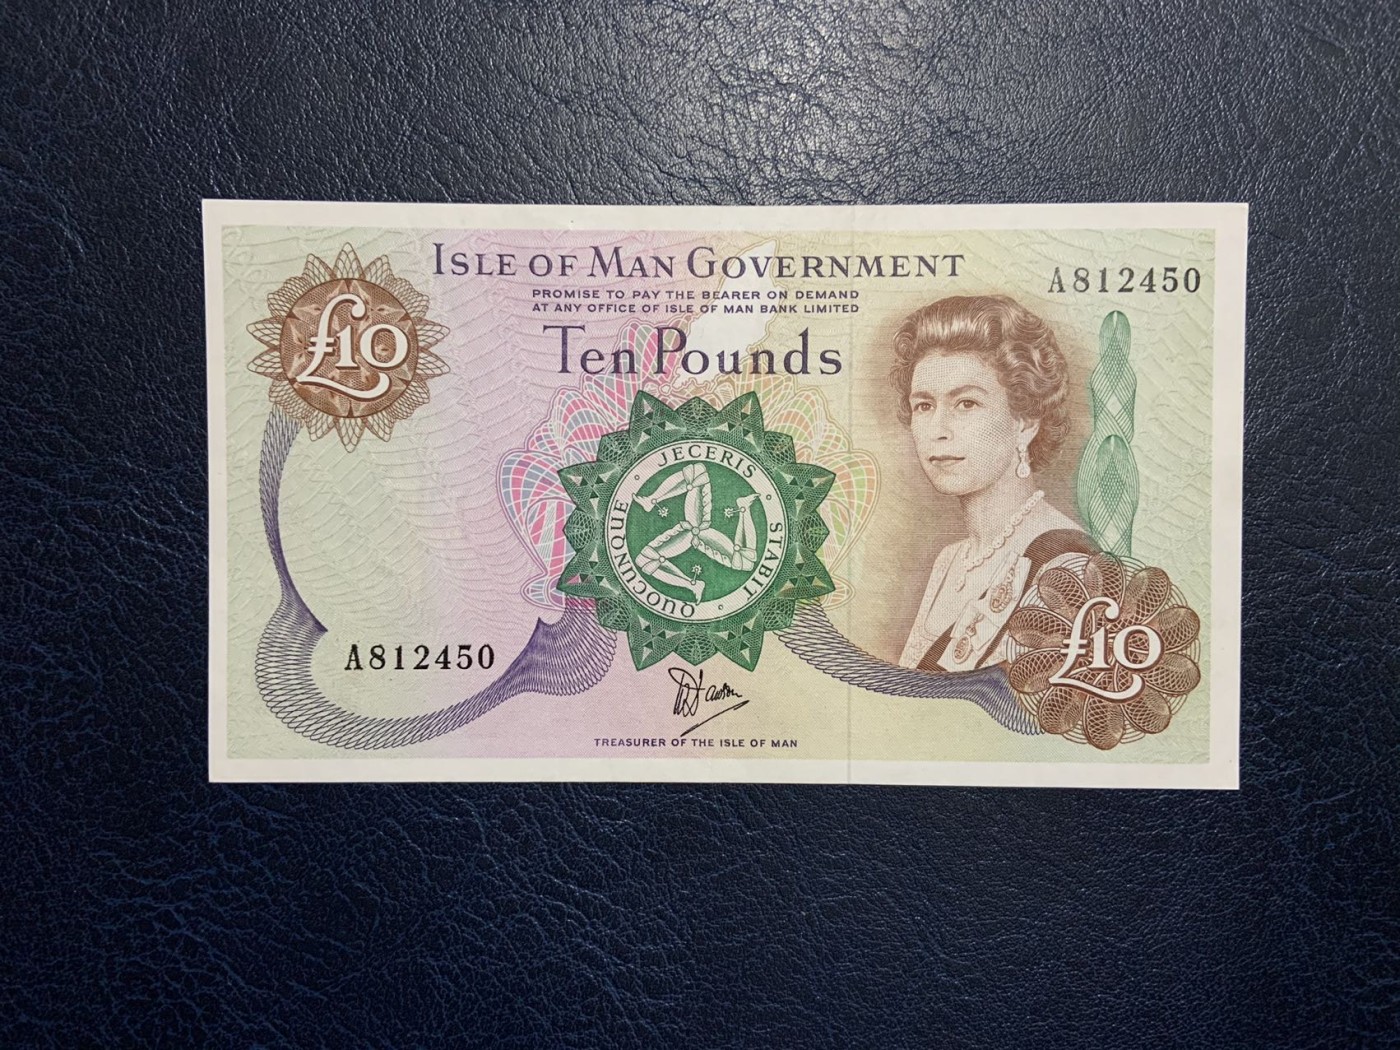 ISLE OF MAN GOVERNMENT
A812450
PROMISE TO PAY THE BEARER ON DEMAND
AT ANY OFFICE OF ISLE OF MAN BANK LIMITED
£10
Ten Pounds
QUOCUNQUE · JECERIS · STABIT ·
£10
A812450
W Dawson
TREASURER OF THE ISLE OF MAN